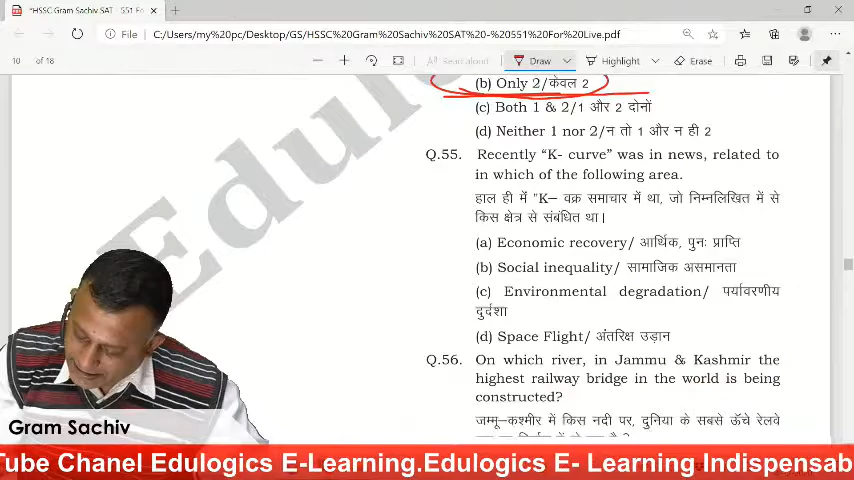 *HSSC Gram Sachiv SAT - 551 For
File
C:/Users/my%20pc/Desktop/GS/HSSC%20Gram%20Sachiv%20SAT%20-%20551%20For%20Live.pdf
10 of 18
Read aloud
Draw
Highlight
Erase
(b) Only 2/केवल 2
(c) Both 1 & 2/1 और 2 दोनों
(d) Neither 1 nor 2/न तो 1 और न ही 2
Q.55. Recently “K- curve” was in news, related to
in which of the following area.
हाल ही में "K– वक्र समाचार में था, जो निम्नलिखित में से
किस क्षेत्र से संबंधित था।
(a) Economic recovery/ आर्थिक, पुनः प्राप्ति
(b) Social inequality/ सामाजिक असमानता
(c) Environmental degradation/ पर्यावरणीय
दुर्दशा
(d) Space Flight/ अंतरिक्ष उड़ान
Q.56. On which river, in Jammu & Kashmir the
highest railway bridge in the world is being
constructed?
जम्मू–कश्मीर में किस नदी पर, दुनिया के सबसे ऊँचे रेलवे
Gram Sachiv
Tube Chanel Edulogics E-Learning.Edulogics E- Learning Indispensab